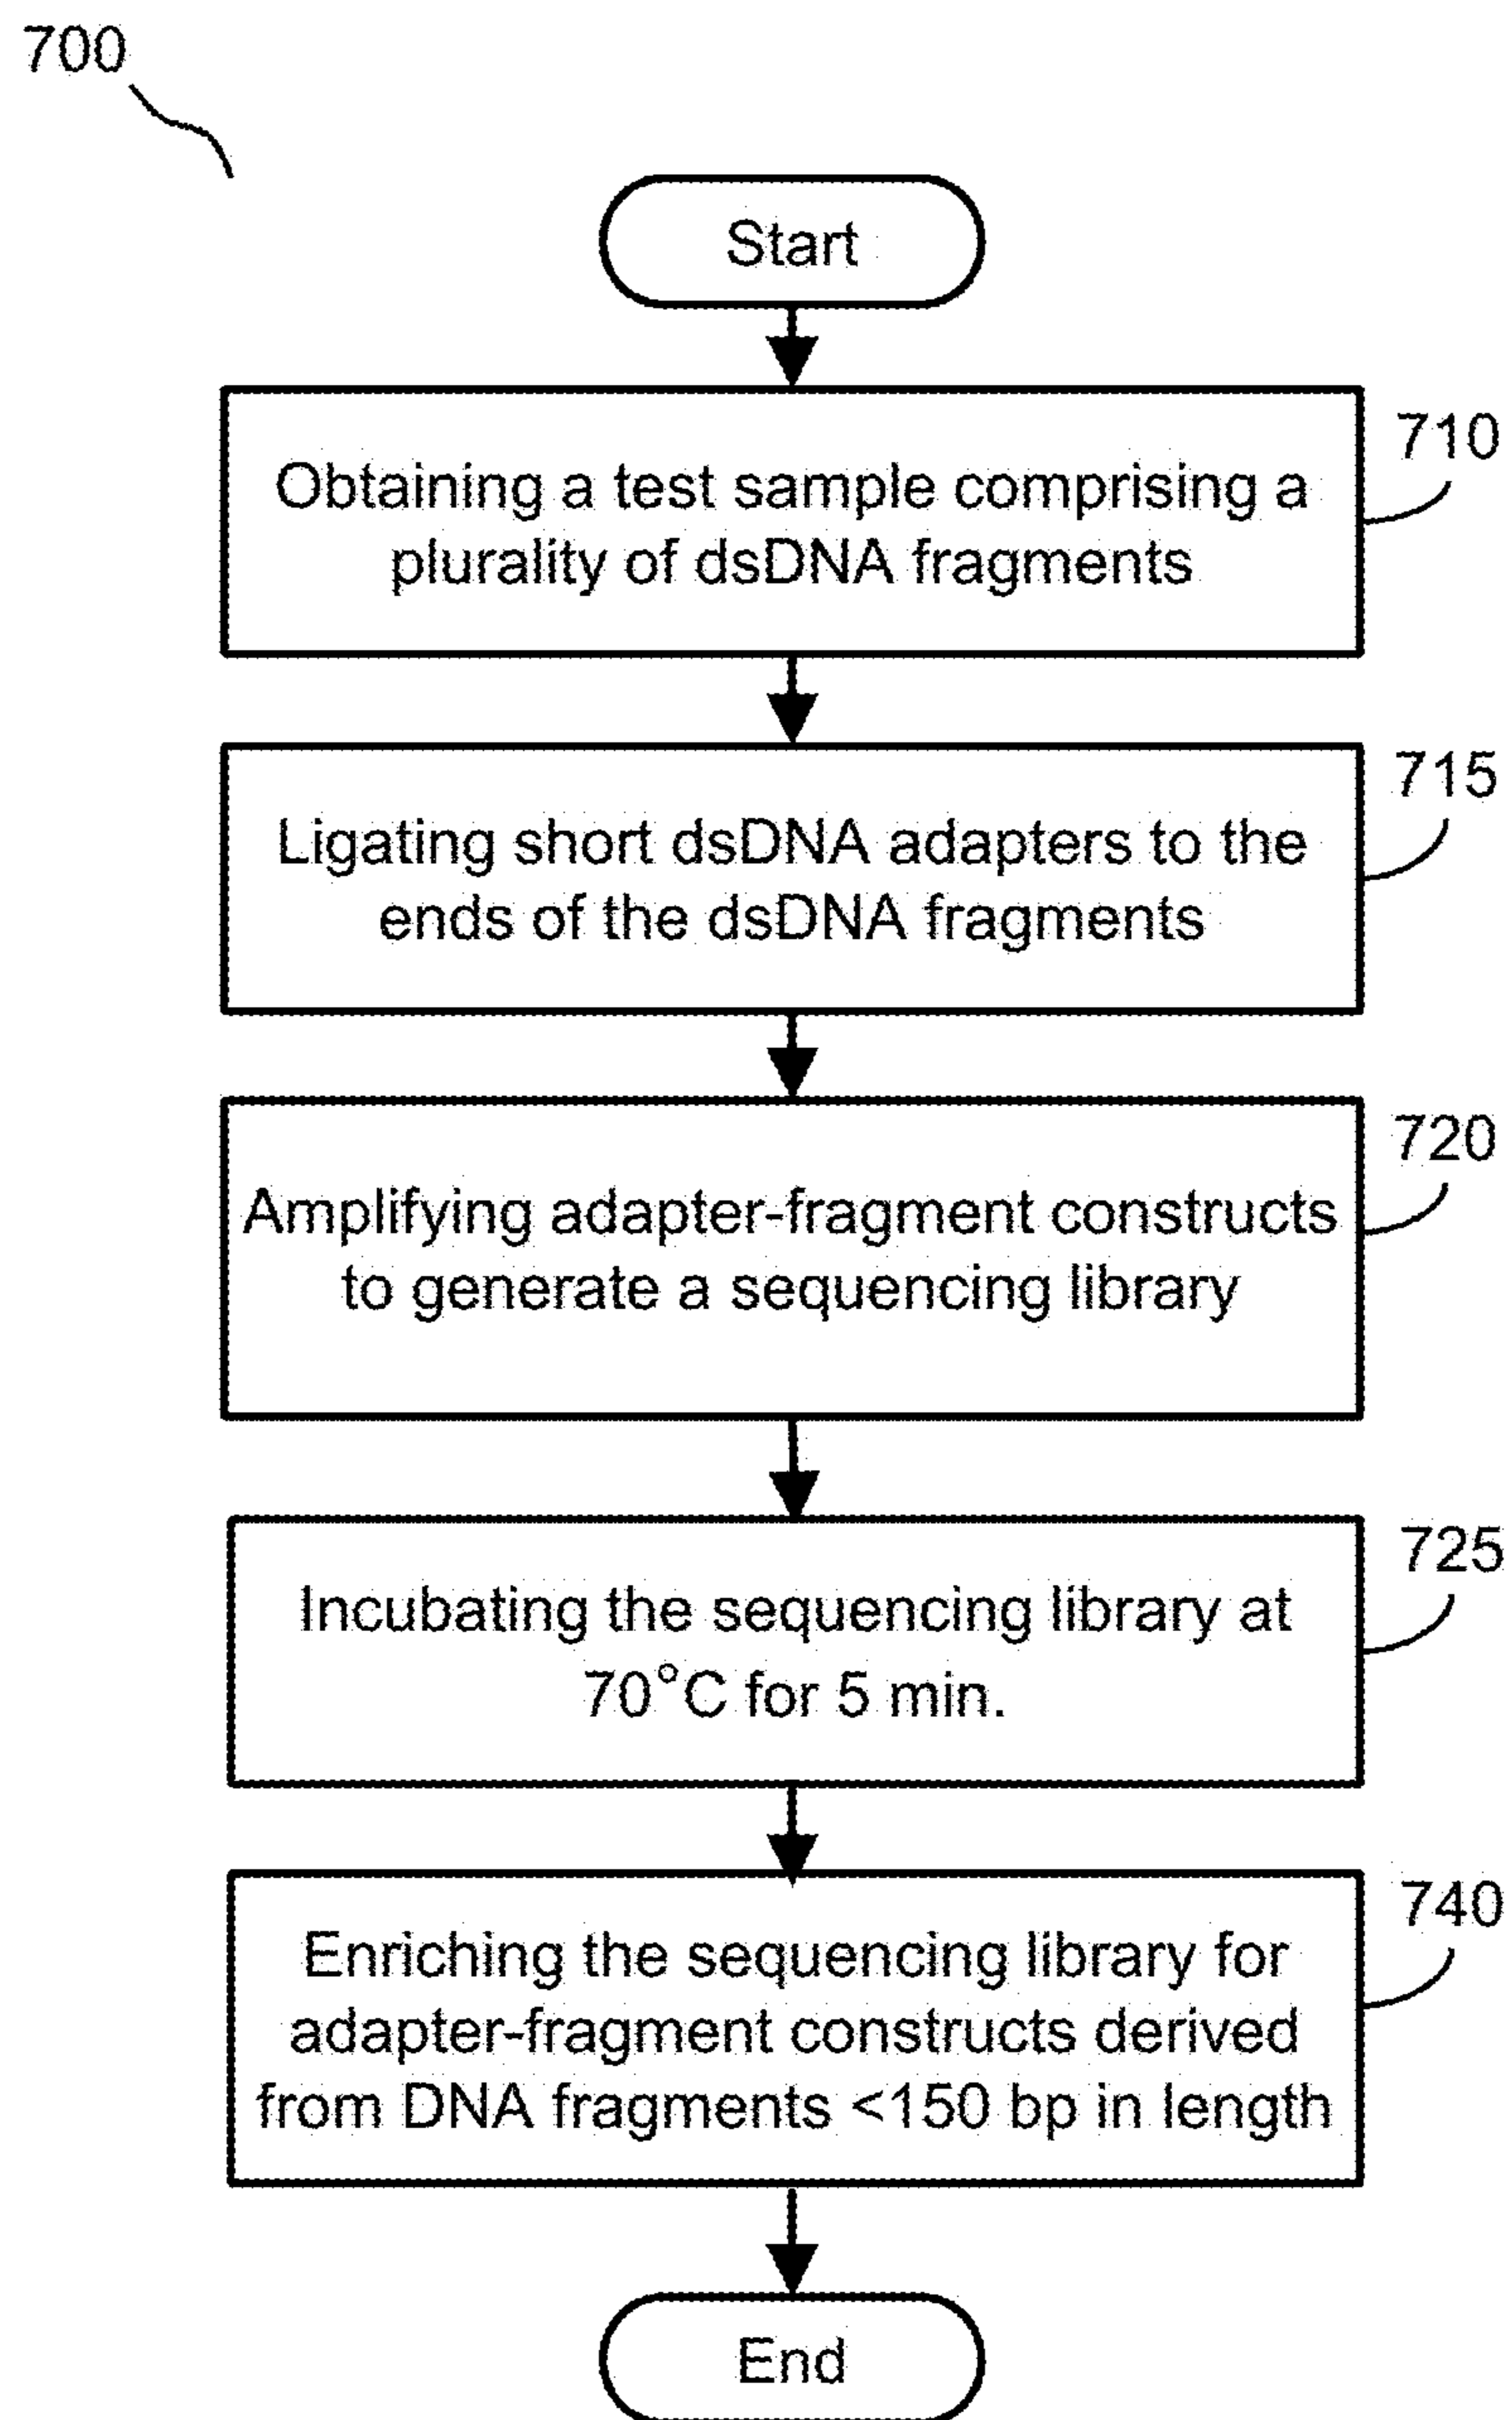 700
Start
710
Obtaining a test sample comprising a
plurality of dsDNA fragments
715
Ligating short dsDNA adapters to the
ends of the dsDNA fragments
720
Amplifying adapter-fragment constructs
to generate a sequencing library
725
Incubating the sequencing library at
70°C for 5 min.
740
Enriching the sequencing library for
adapter-fragment constructs derived
from DNA fragments <150 bp in length
End